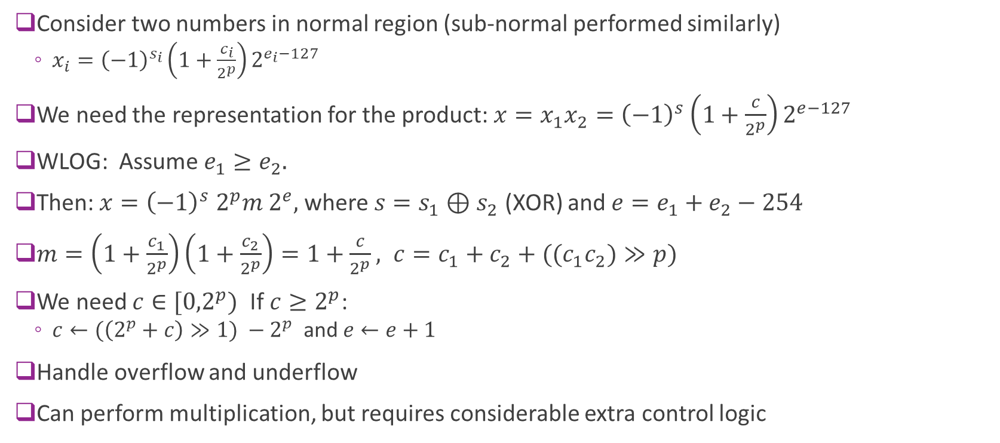 ❑Consider two numbers in normal region (sub-normal performed similarly)
◦ $x_i = (-1)^{s_i}\left(1 + \frac{c_i}{2^p}\right)2^{e_i-127}$
❑We need the representation for the product: $x = x_1x_2 = (-1)^s\left(1 + \frac{c}{2^p}\right)2^{e-127}$
❑WLOG: Assume $e_1 \geq e_2$.
❑Then: $x = (-1)^s\, 2^p m\, 2^e$, where $s = s_1 \oplus s_2$ (XOR) and $e = e_1 + e_2 - 254$
❑$m = \left(1 + \frac{c_1}{2^p}\right)\left(1 + \frac{c_2}{2^p}\right) = 1 + \frac{c}{2^p},\ c = c_1 + c_2 + ((c_1c_2) \gg p)$
❑We need $c \in [0,2^p)$ If $c \geq 2^p$:
◦ $c \leftarrow ((2^p + c) \gg 1) - 2^p$ and $e \leftarrow e + 1$
❑Handle overflow and underflow
❑Can perform multiplication, but requires considerable extra control logic